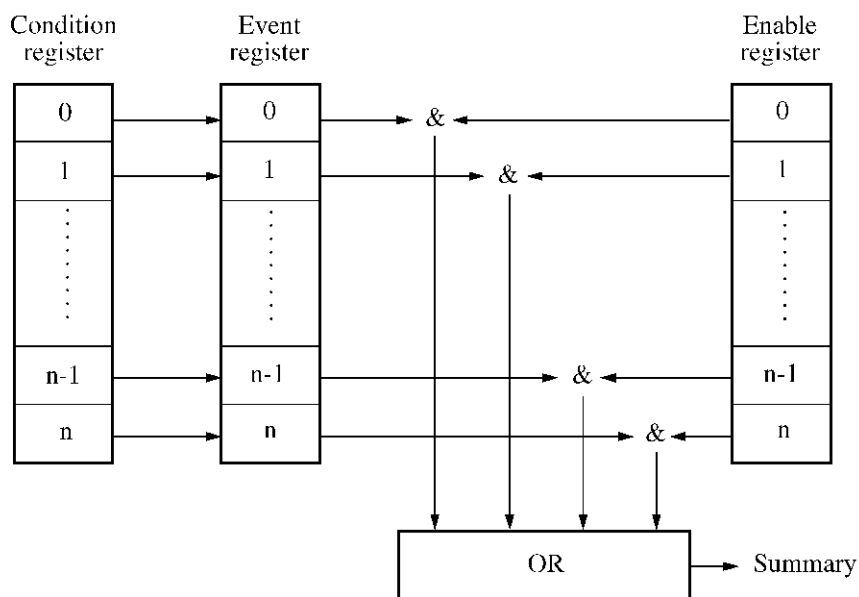 Condition register
Event register
Enable register
0
0
&
0
1
1
&
1
n-1
n-1
&
n-1
n
n
&
n
OR
Summary